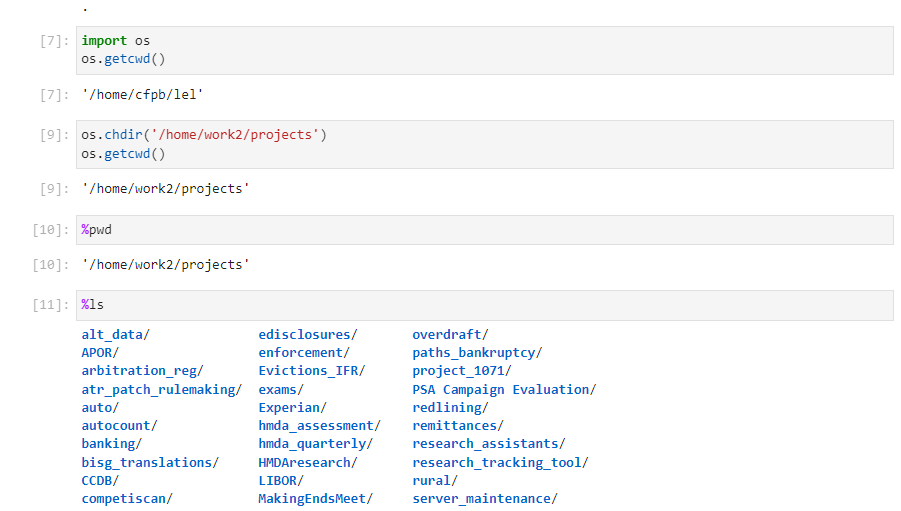 .
[7]: import os
os.getcwd()
[7]: '/home/cfpb/lel'
[9]: os.chdir('/home/work2/projects')
os.getcwd()
[9]: '/home/work2/projects'
[10]: %pwd
[10]: '/home/work2/projects'
[11]: %ls
alt_data/ edisclosures/ overdraft/
APOR/ enforcement/ paths_bankruptcy/
arbitration_reg/ Evictions_IFR/ project_1071/
atr_patch_rulemaking/ exams/ PSA Campaign Evaluation/
auto/ Experian/ redlining/
autocount/ hmda_assessment/ remittances/
banking/ hmda_quarterly/ research_assistants/
bisg_translations/ HMDAresearch/ research_tracking_tool/
CCDB/ LIBOR/ rural/
competiscan/ MakingEndsMeet/ server_maintenance/